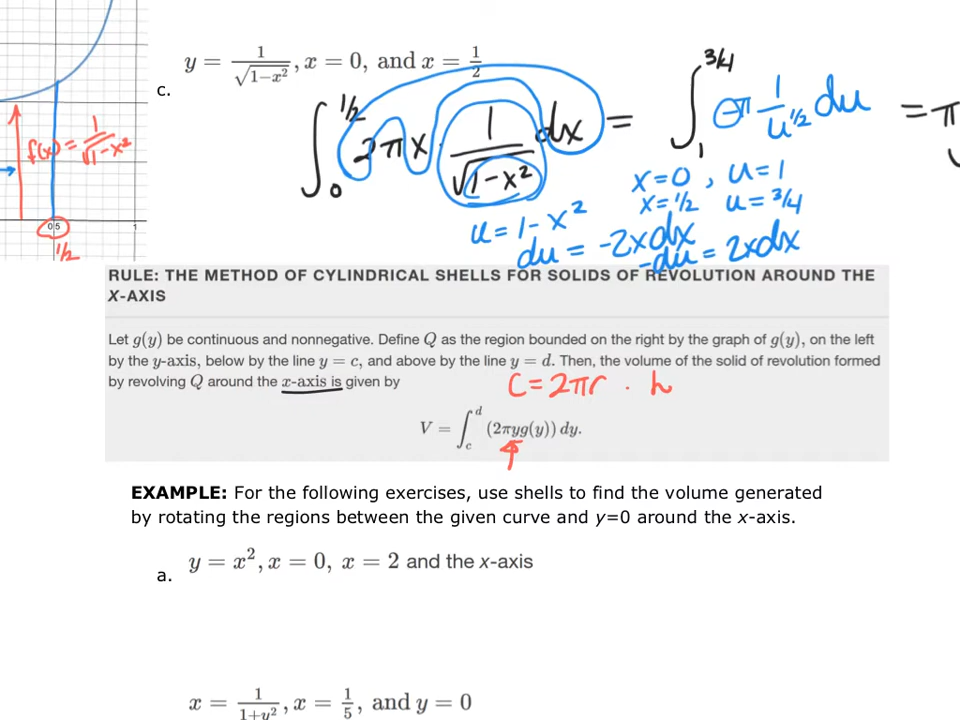 y = 1/√(1−x²), x = 0, and x = 1/2
c.
∫₀^{1/2} 2πx · 1/√(1−x²) dx = ∫₁^{3/4} −π 1/u^{1/2} du = π
f(x) = 1/√(1−x²)
x=0, u=1
x=1/2 u=3/4
u = 1−x²
du = −2xdx
−du = 2xdx
0.5 1
1/2
RULE: THE METHOD OF CYLINDRICAL SHELLS FOR SOLIDS OF REVOLUTION AROUND THE
X-AXIS
Let g(y) be continuous and nonnegative. Define Q as the region bounded on the right by the graph of g(y), on the left
by the y-axis, below by the line y = c, and above by the line y = d. Then, the volume of the solid of revolution formed
by revolving Q around the x-axis is given by
C=2πr · h
V = ∫_c^d (2πyg(y)) dy.
EXAMPLE: For the following exercises, use shells to find the volume generated
by rotating the regions between the given curve and y=0 around the x-axis.
y = x², x = 0, x = 2 and the x-axis
a.
x = 1/(1+y²), x = 1/5, and y = 0